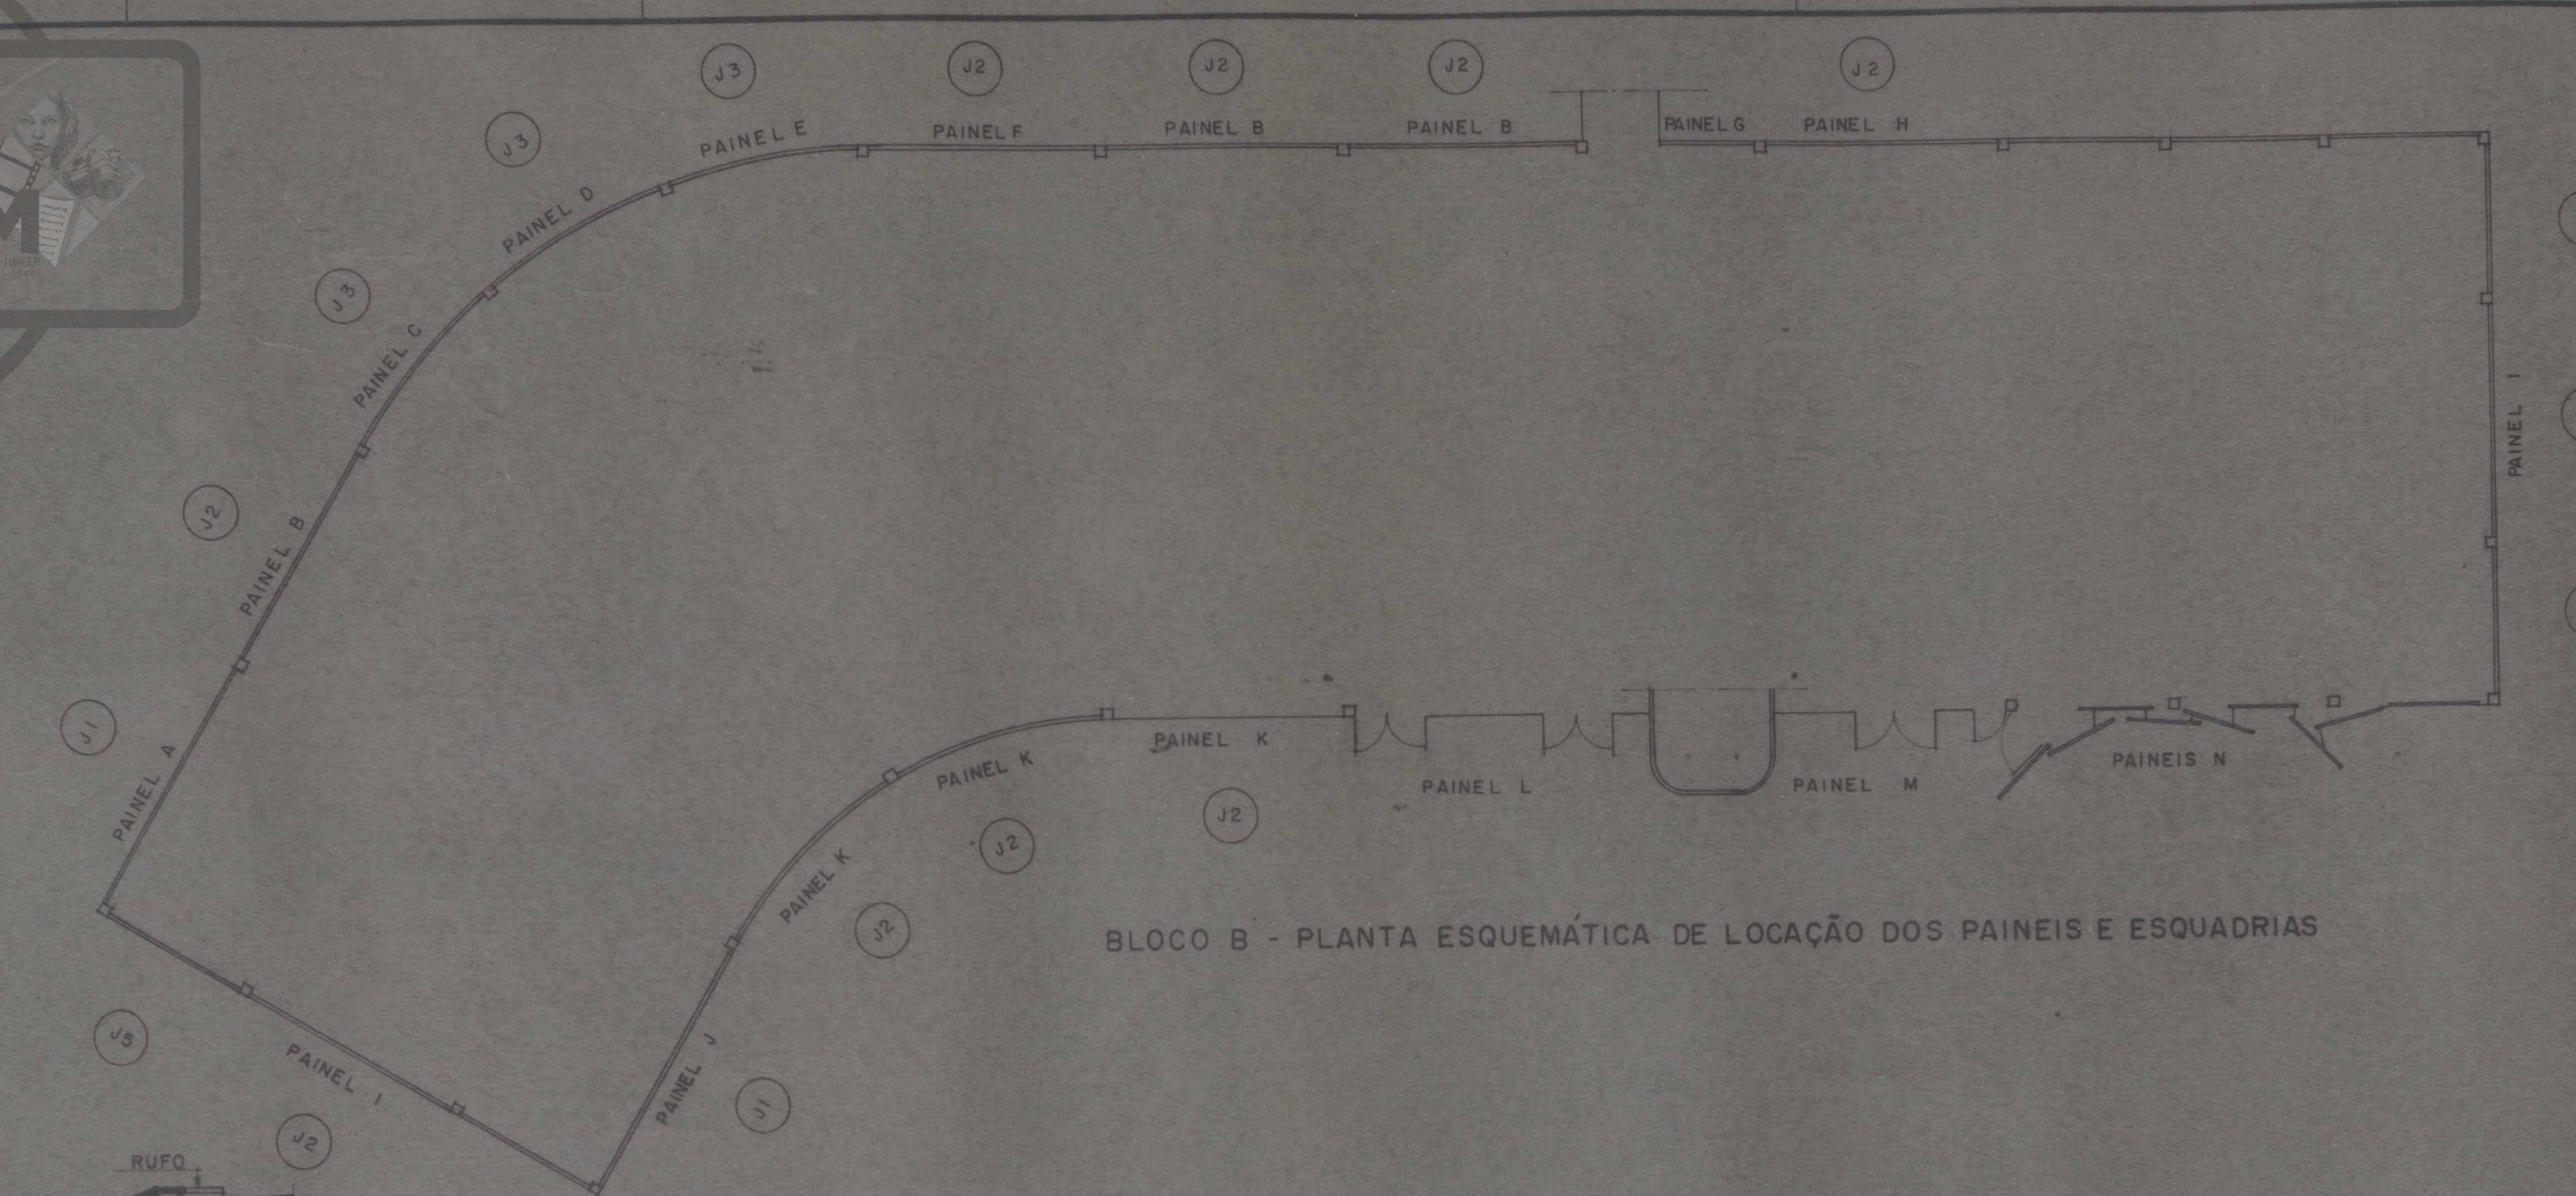 J3
J2
J2
J2
J2
J3
PAINEL E
PAINEL F
PAINEL B
PAINEL B
PAINEL G
PAINEL H
PAINEL D
J3
PAINEL C
PAINEL I
J2
PAINEL B
J1
PAINEL A
PAINEL K
PAINEL K
PAINEL L
PAINEL M
PAINEIS N
J2
J2
PAINEL K
J2
BLOCO B - PLANTA ESQUEMÁTICA DE LOCAÇÃO DOS PAINEIS E ESQUADRIAS
J5
PAINEL I
PAINEL J
J1
J2
RUFO